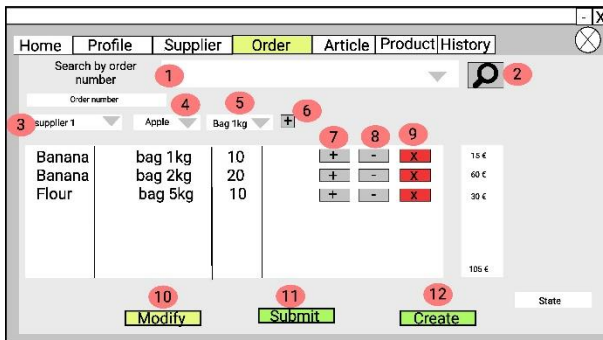 - X
Home Profile Supplier Order Article Product History
Search by order
number
1
2
Order number
3 supplier 1
4 Apple
5 Bag 1kg
6 +
7 8 9
Banana bag 1kg 10 + - X 15 €
Banana bag 2kg 20 + - X 60 €
Flour bag 5kg 10 + - X 30 €
105 €
10 11 12
State
Modify Submit Create